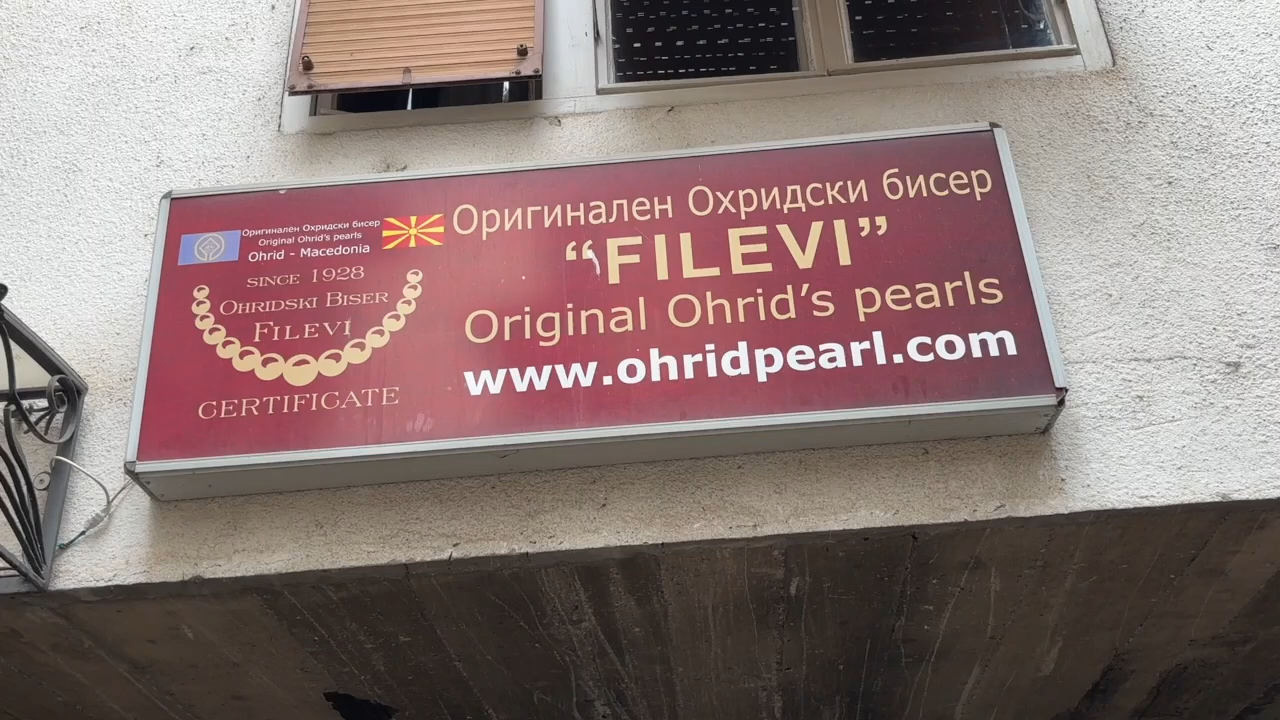 Оригинален Охридски бисер
Original Ohrid's pearls
Ohrid - Macedonia
SINCE 1928
OHRIDSKI BISER
FILEVI
CERTIFICATE
Оригинален Охридски бисер
“FILEVI”
Original Ohrid’s pearls
www.ohridpearl.com